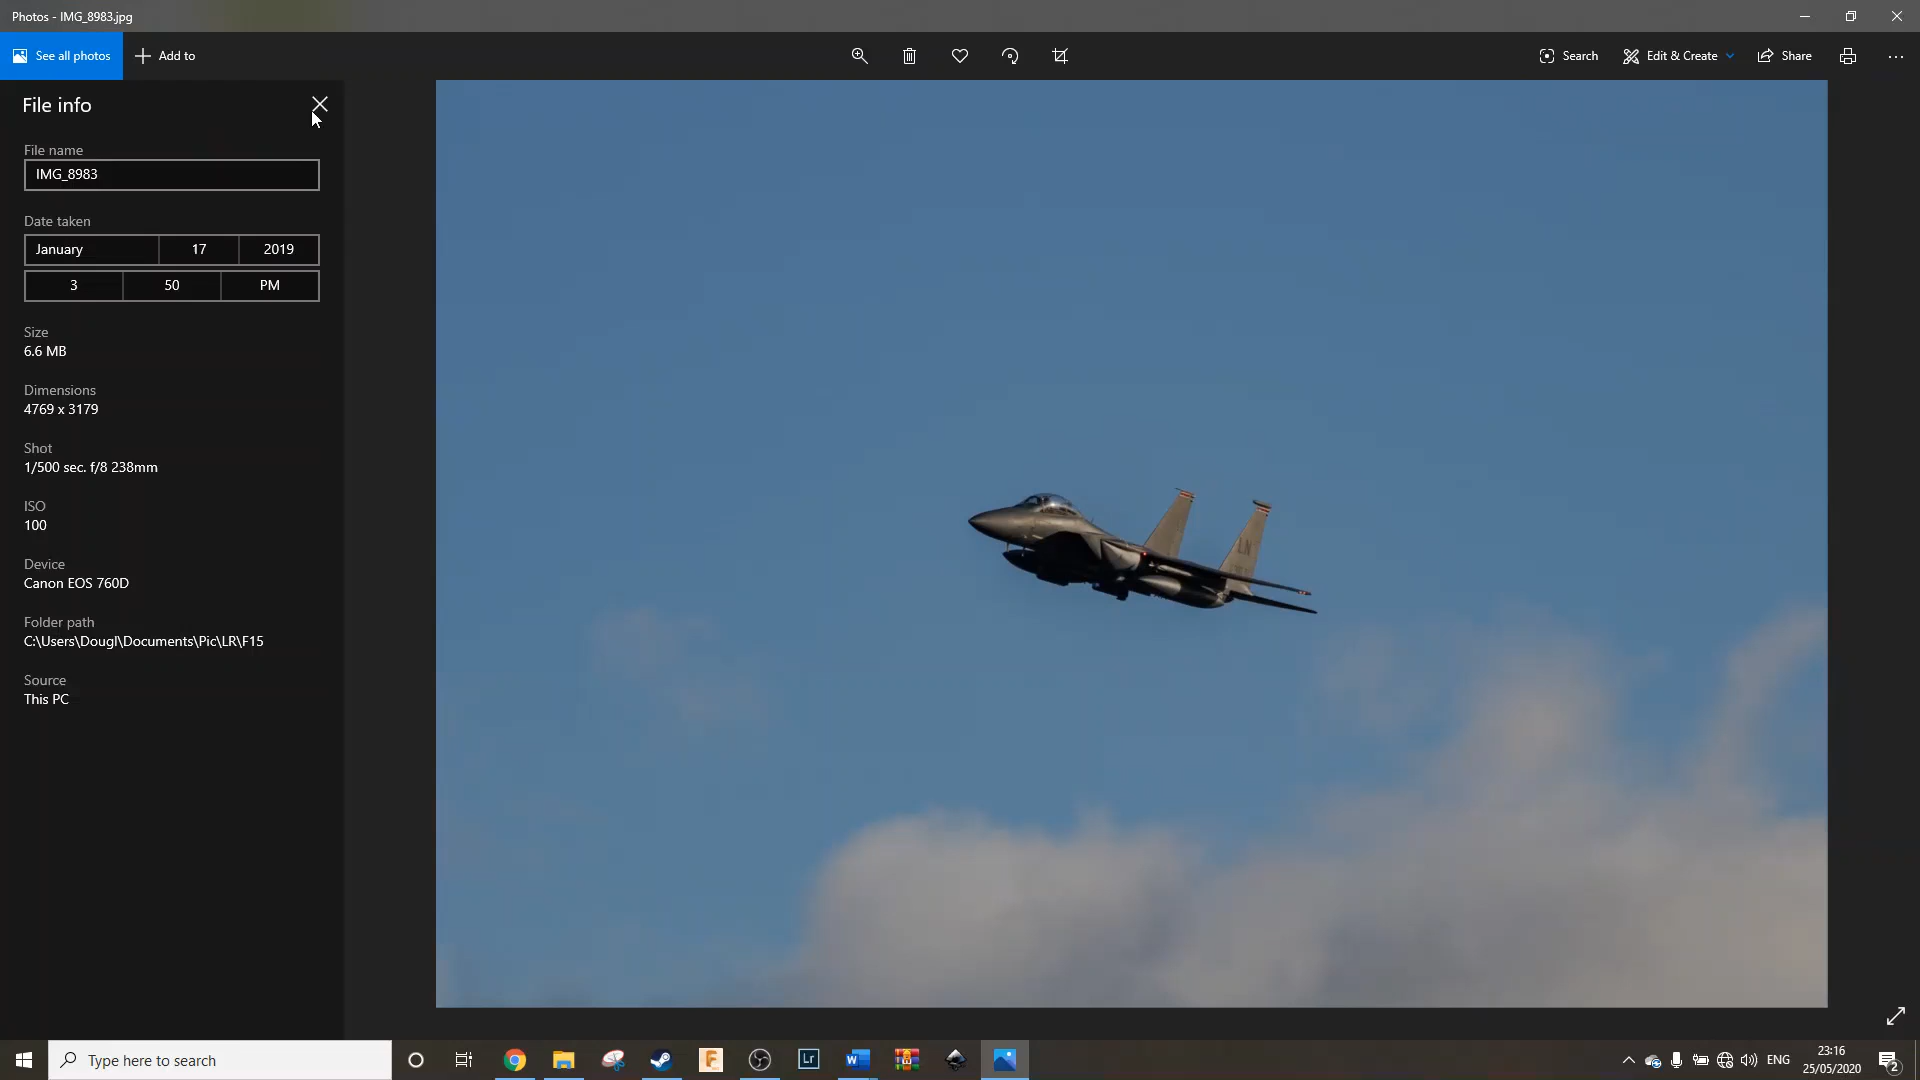 Photos - IMG_8983.jpg
See all photos
Add to
Search
Edit & Create
Share
File info
File name
IMG_8983
Date taken
January 17 2019
3 50 PM
Size
6.6 MB
Dimensions
4769 x 3179
Shot
1/500 sec. f/8 238mm
ISO
100
Device
Canon EOS 760D
Folder path
C:\Users\Dougl\Documents\Pic\LR\F15
Source
This PC
LN
Type here to search
F
Lr
W
ENG
23:16
25/05/2020
2